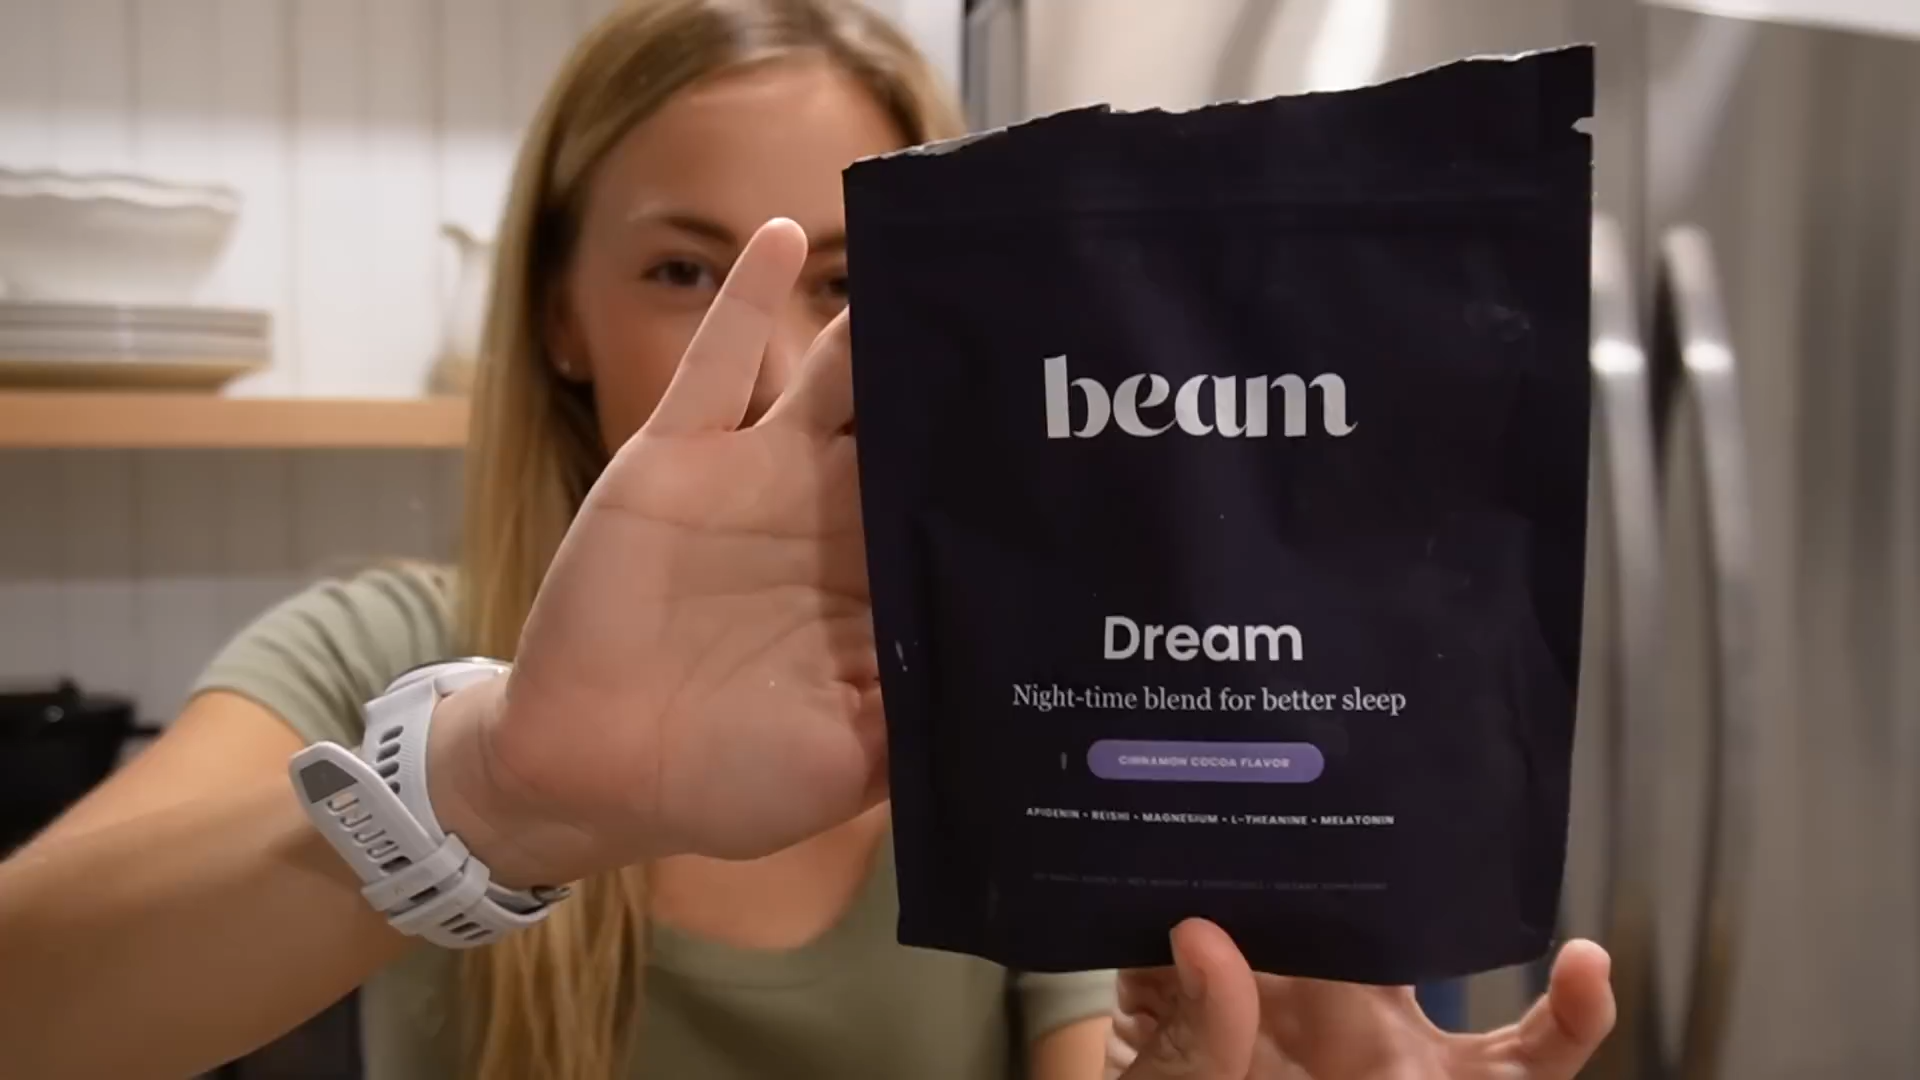 beam
Dream
Night-time blend for better sleep
CINNAMON COCOA FLAVOR
APIGENIN • REISHI • MAGNESIUM • L-THEANINE • MELATONIN